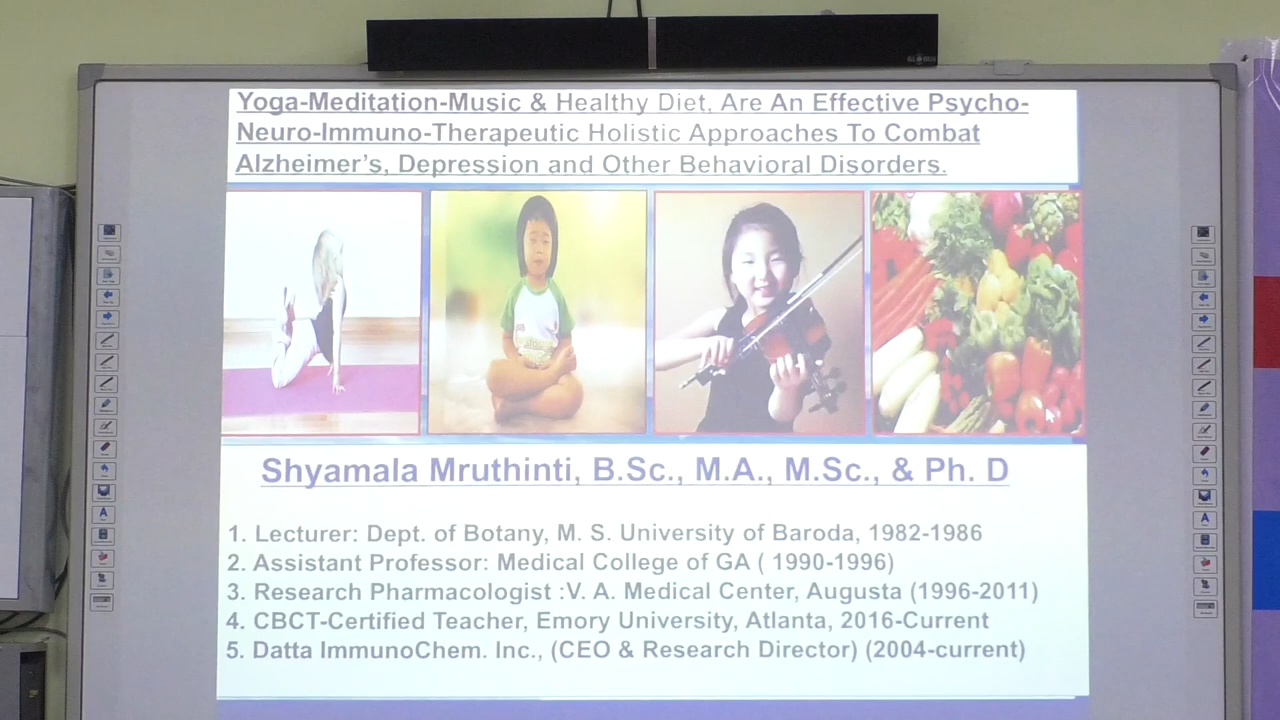 GLOBUS
Yoga-Meditation-Music & Healthy Diet, Are An Effective Psycho-
Neuro-Immuno-Therapeutic Holistic Approaches To Combat
Alzheimer's, Depression and Other Behavioral Disorders.
Shyamala Mruthinti, B.Sc., M.A., M.Sc., & Ph. D
1. Lecturer: Dept. of Botany, M. S. University of Baroda, 1982-1986
2. Assistant Professor: Medical College of GA ( 1990-1996)
3. Research Pharmacologist :V. A. Medical Center, Augusta (1996-2011)
4. CBCT-Certified Teacher, Emory University, Atlanta, 2016-Current
5. Datta ImmunoChem. Inc., (CEO & Research Director) (2004-current)